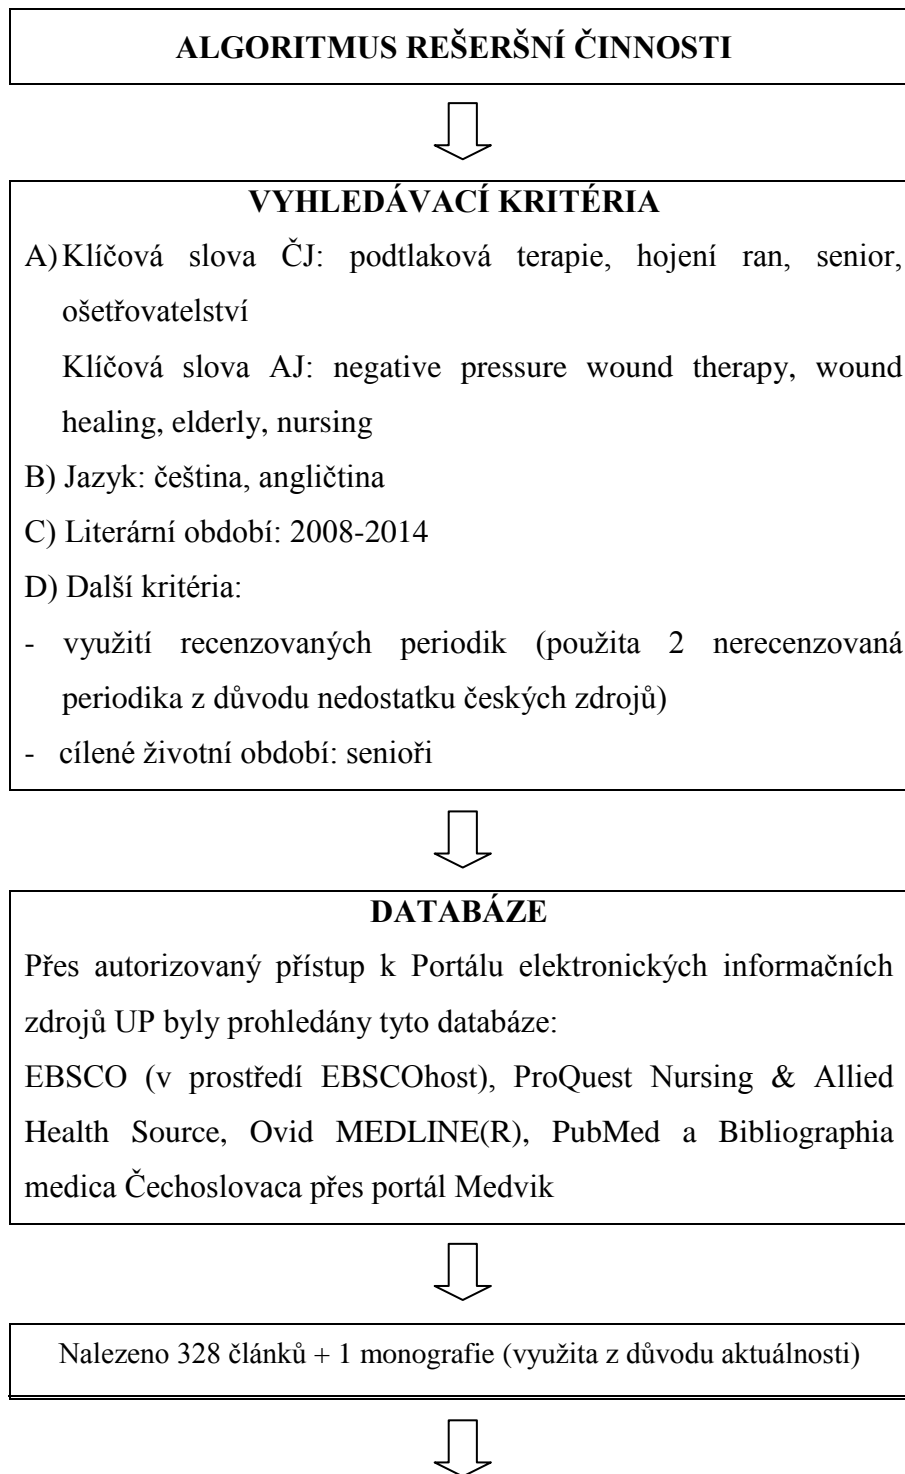 ALGORITMUS REŠERŠNÍ ČINNOSTI
VYHLEDÁVACÍ KRITÉRIA
A) Klíčová slova ČJ: podtlaková terapie, hojení ran, senior,
ošetřovatelství
Klíčová slova AJ: negative pressure wound therapy, wound
healing, elderly, nursing
B) Jazyk: čeština, angličtina
C) Literární období: 2008-2014
D) Další kritéria:
- využití recenzovaných periodik (použita 2 nerecenzovaná
periodika z důvodu nedostatku českých zdrojů)
- cílené životní období: senioři
DATABÁZE
Přes autorizovaný přístup k Portálu elektronických informačních
zdrojů UP byly prohledány tyto databáze:
EBSCO (v prostředí EBSCOhost), ProQuest Nursing & Allied
Health Source, Ovid MEDLINE(R), PubMed a Bibliographia
medica Čechoslovaca přes portál Medvik
Nalezeno 328 článků + 1 monografie (využita z důvodu aktuálnosti)